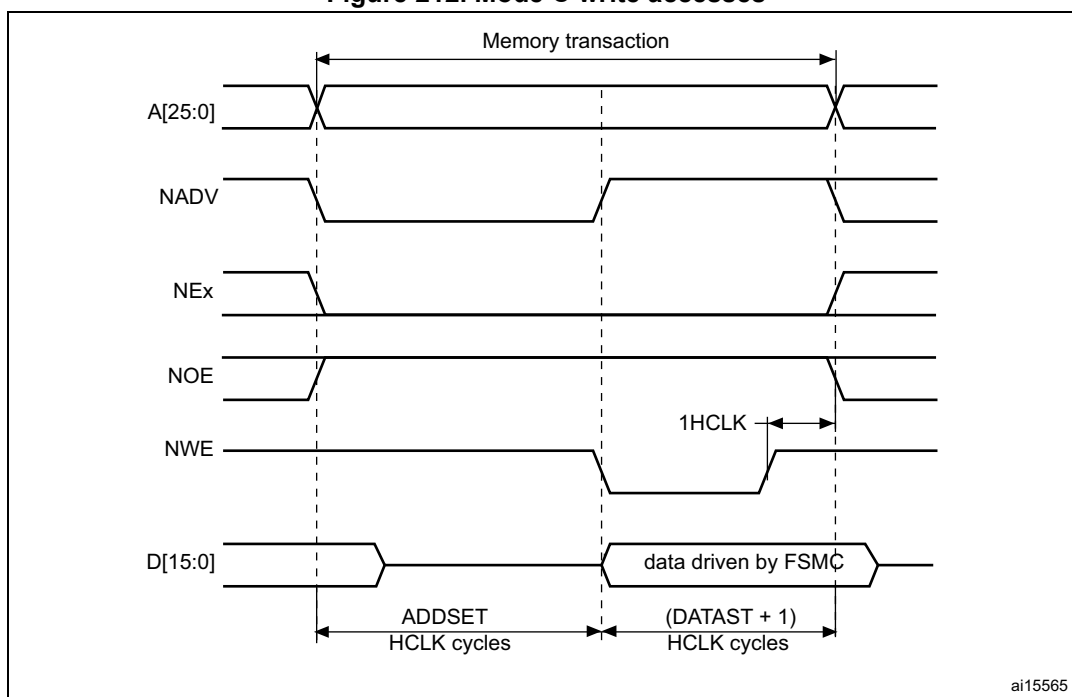 Figure 212. Mode C write accesses
Memory transaction
A[25:0]
NADV
NEx
NOE
1HCLK
NWE
D[15:0]
data driven by FSMC
ADDSET (DATAST + 1)
HCLK cycles HCLK cycles
ai15565